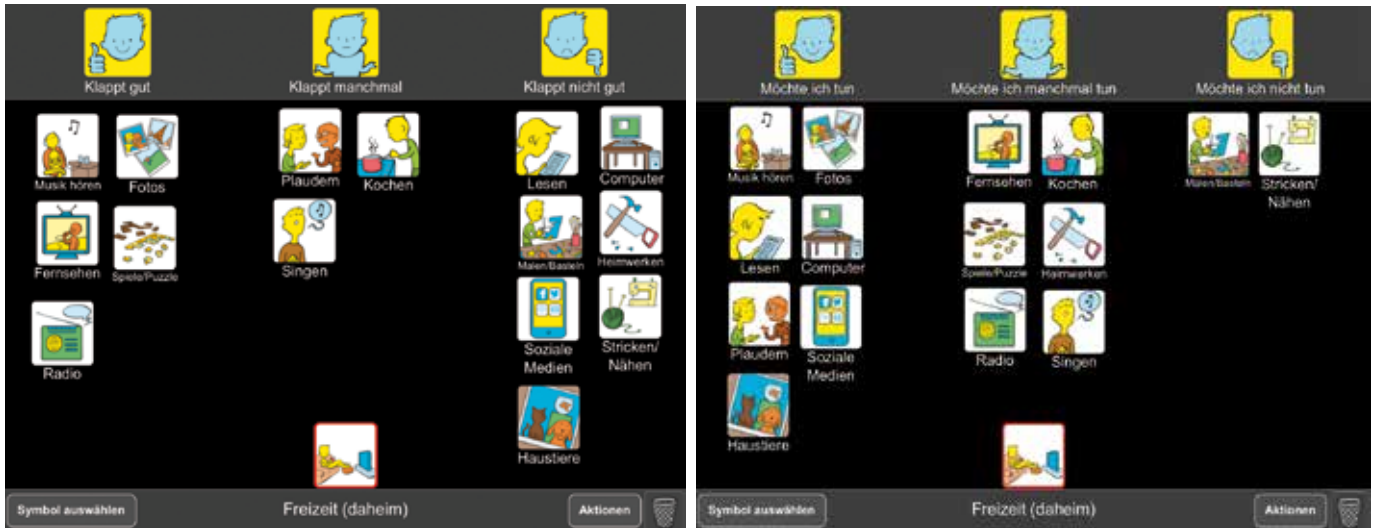 Klappt gut
Klappt manchmal
Klappt nicht gut
Musik hören
Fotos
Plaudern
Kochen
Lesen
Computer
Fernsehen
Spiele/Puzzle
Singen
Malen/Basteln
Heimwerken
Radio
Soziale
Medien
Stricken/
Nähen
Haustiere
Symbol auswählen
Freizeit (daheim)
Aktionen
Möchte ich tun
Möchte ich manchmal tun
Möchte ich nicht tun
Musik hören
Fotos
Fernsehen
Kochen
Malen/Basteln
Stricken/
Nähen
Lesen
Computer
Spiele/Puzzle
Heimwerken
Plaudern
Soziale
Medien
Radio
Singen
Haustiere
Symbol auswählen
Freizeit (daheim)
Aktionen